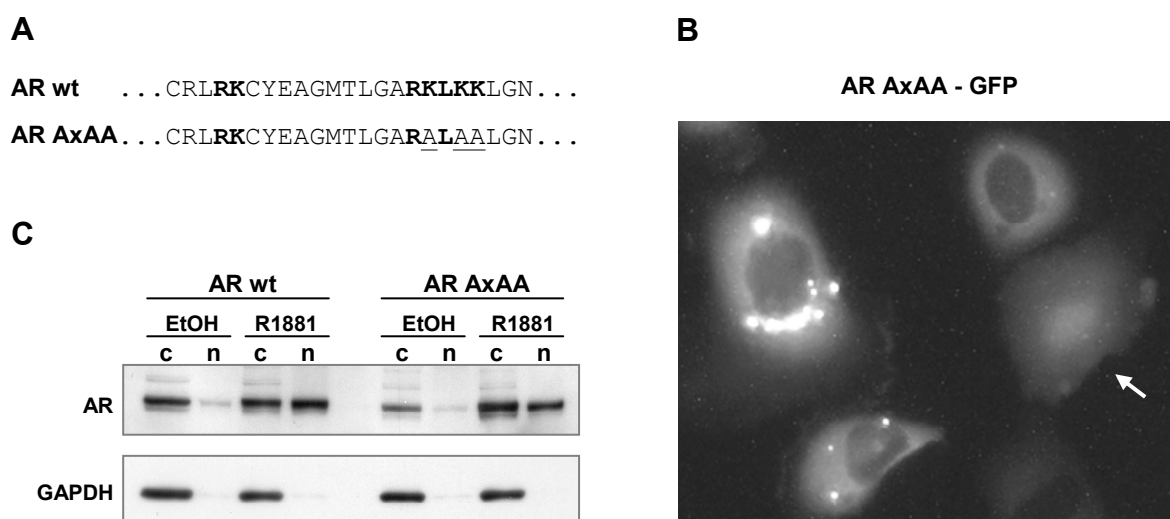 A
AR wt ...CRLRKCYEAGMTLGARKLKKLGN...
AR AxAA ...CRLRKCYEAGMTLGARALAALGN...
B
AR AxAA - GFP
C
AR wt AR AxAA
EtOH R1881 EtOH R1881
c n c n c n c n
AR
GAPDH